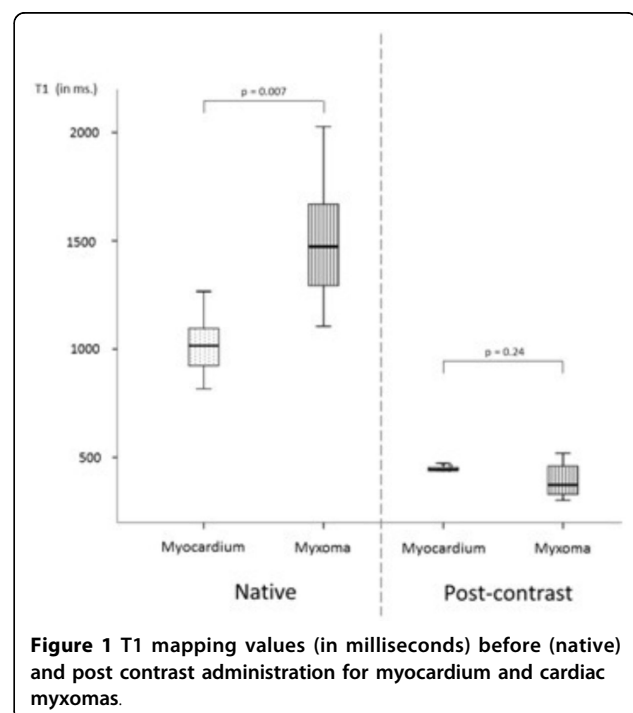 T1 (in ms.)
p = 0.007
2000
1500
1000
p = 0.24
500
Myocardium Myxoma Myocardium Myxoma
Native Post-contrast
Figure 1 T1 mapping values (in milliseconds) before (native)
and post contrast administration for myocardium and cardiac
myxomas.